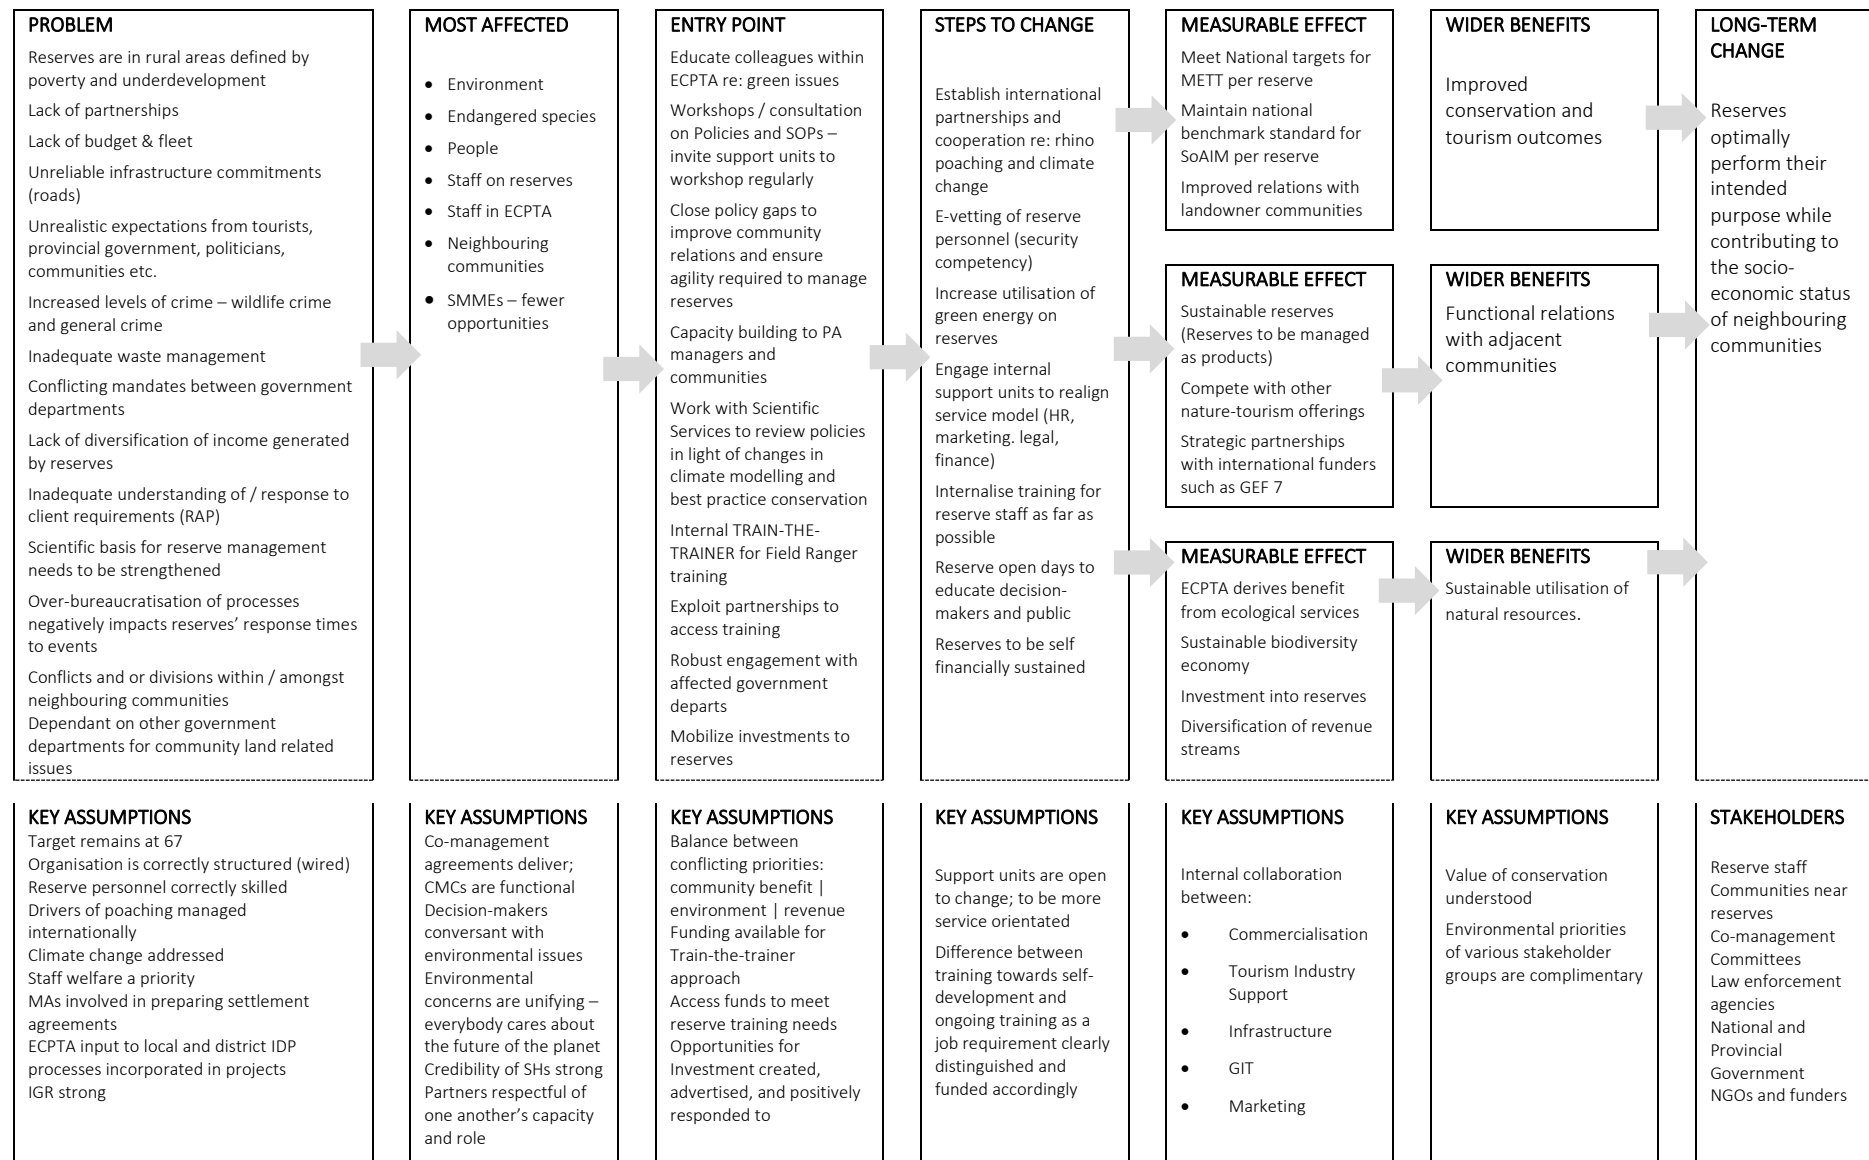 PROBLEM
Reserves are in rural areas defined by
poverty and underdevelopment
Lack of partnerships
Lack of budget & fleet
Unreliable infrastructure commitments
(roads)
Unrealistic expectations from tourists,
provincial government, politicians,
communities etc.
Increased levels of crime – wildlife crime
and general crime
Inadequate waste management
Conflicting mandates between government
departments
Lack of diversification of income generated
by reserves
Inadequate understanding of / response to
client requirements (RAP)
Scientific basis for reserve management
needs to be strengthened
Over-bureaucratisation of processes
negatively impacts reserves' response times
to events
Conflicts and or divisions within / amongst
neighbouring communities
Dependant on other government
departments for community land related
issues
MOST AFFECTED
• Environment
• Endangered species
• People
• Staff on reserves
• Staff in ECPTA
• Neighbouring
communities
• SMMEs – fewer
opportunities
ENTRY POINT
Educate colleagues within
ECPTA re: green issues
Workshops / consultation
on Policies and SOPs –
invite support units to
workshop regularly
Close policy gaps to
improve community
relations and ensure
agility required to manage
reserves
Capacity building to PA
managers and
communities
Work with Scientific
Services to review policies
in light of changes in
climate modelling and
best practice conservation
Internal TRAIN-THE-
TRAINER for Field Ranger
training
Exploit partnerships to
access training
Robust engagement with
affected government
departs
Mobilize investments to
reserves
STEPS TO CHANGE
Establish international
partnerships and
cooperation re: rhino
poaching and climate
change
E-vetting of reserve
personnel (security
competency)
Increase utilisation of
green energy on
reserves
Engage internal
support units to realign
service model (HR,
marketing. legal,
finance)
Internalise training for
reserve staff as far as
possible
Reserve open days to
educate decision-
makers and public
Reserves to be self
financially sustained
MEASURABLE EFFECT
Meet National targets for
METT per reserve
Maintain national
benchmark standard for
SoAIM per reserve
Improved relations with
landowner communities
MEASURABLE EFFECT
Sustainable reserves
(Reserves to be managed
as products)
Compete with other
nature-tourism offerings
Strategic partnerships
with international funders
such as GEF 7
MEASURABLE EFFECT
ECPTA derives benefit
from ecological services
Sustainable biodiversity
economy
Investment into reserves
Diversification of revenue
streams
WIDER BENEFITS
Improved
conservation and
tourism outcomes
WIDER BENEFITS
Functional relations
with adjacent
communities
WIDER BENEFITS
Sustainable utilisation of
natural resources.
LONG-TERM
CHANGE
Reserves
optimally
perform their
intended
purpose while
contributing to
the socio-
economic status
of neighbouring
communities
KEY ASSUMPTIONS
Target remains at 67
Organisation is correctly structured (wired)
Reserve personnel correctly skilled
Drivers of poaching managed
internationally
Climate change addressed
Staff welfare a priority
MAs involved in preparing settlement
agreements
ECPTA input to local and district IDP
processes incorporated in projects
IGR strong
KEY ASSUMPTIONS
Co-management
agreements deliver;
CMCs are functional
Decision-makers
conversant with
environmental issues
Environmental
concerns are unifying –
everybody cares about
the future of the planet
Credibility of SHs strong
Partners respectful of
one another's capacity
and role
KEY ASSUMPTIONS
Balance between
conflicting priorities:
community benefit |
environment | revenue
Funding available for
Train-the-trainer
approach
Access funds to meet
reserve training needs
Opportunities for
Investment created,
advertised, and positively
responded to
KEY ASSUMPTIONS
Support units are open
to change; to be more
service orientated
Difference between
training towards self-
development and
ongoing training as a
job requirement clearly
distinguished and
funded accordingly
KEY ASSUMPTIONS
Internal collaboration
between:
• Commercialisation
• Tourism Industry
Support
• Infrastructure
• GIT
• Marketing
KEY ASSUMPTIONS
Value of conservation
understood
Environmental priorities
of various stakeholder
groups are complimentary
STAKEHOLDERS
Reserve staff
Communities near
reserves
Co-management
Committees
Law enforcement
agencies
National and
Provincial
Government
NGOs and funders